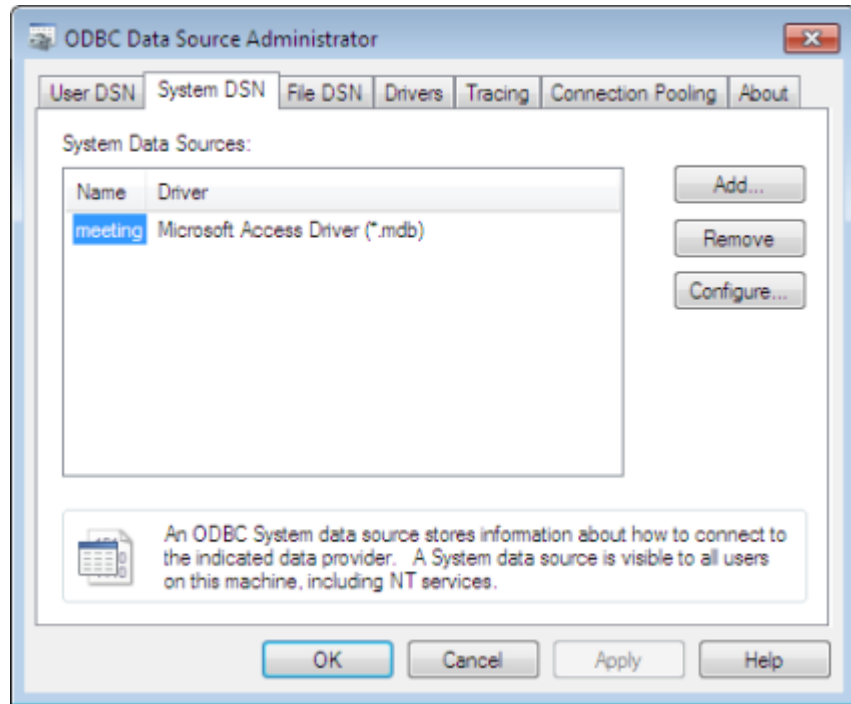 ODBC Data Source Administrator
User DSN System DSN File DSN Drivers Tracing Connection Pooling About
System Data Sources:
Name Driver
meeting Microsoft Access Driver (*.mdb)
Add...
Remove
Configure...
An ODBC System data source stores information about how to connect to
the indicated data provider. A System data source is visible to all users
on this machine, including NT services.
OK Cancel Apply Help